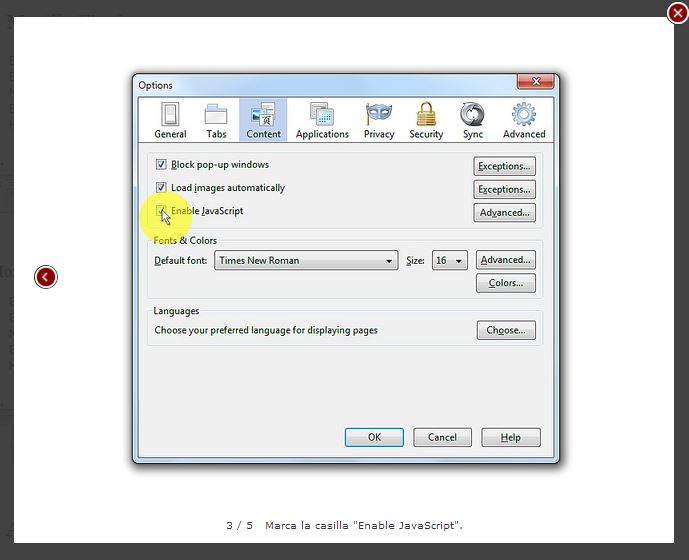 Options
General Tabs Content Applications Privacy Security Sync Advanced
Block pop-up windows Exceptions...
Load images automatically Exceptions...
Enable JavaScript Advanced...
Fonts & Colors
Default font: Times New Roman Size: 16 Advanced...
Colors...
Languages
Choose your preferred language for displaying pages Choose...
OK Cancel Help
3 / 5 Marca la casilla "Enable JavaScript".